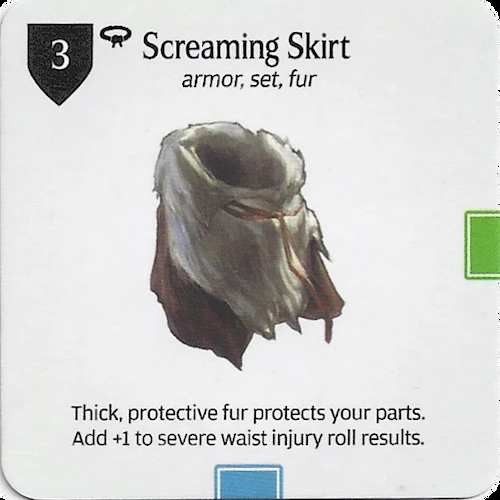 3
Screaming Skirt
armor, set, fur
Thick, protective fur protects your parts.
Add +1 to severe waist injury roll results.